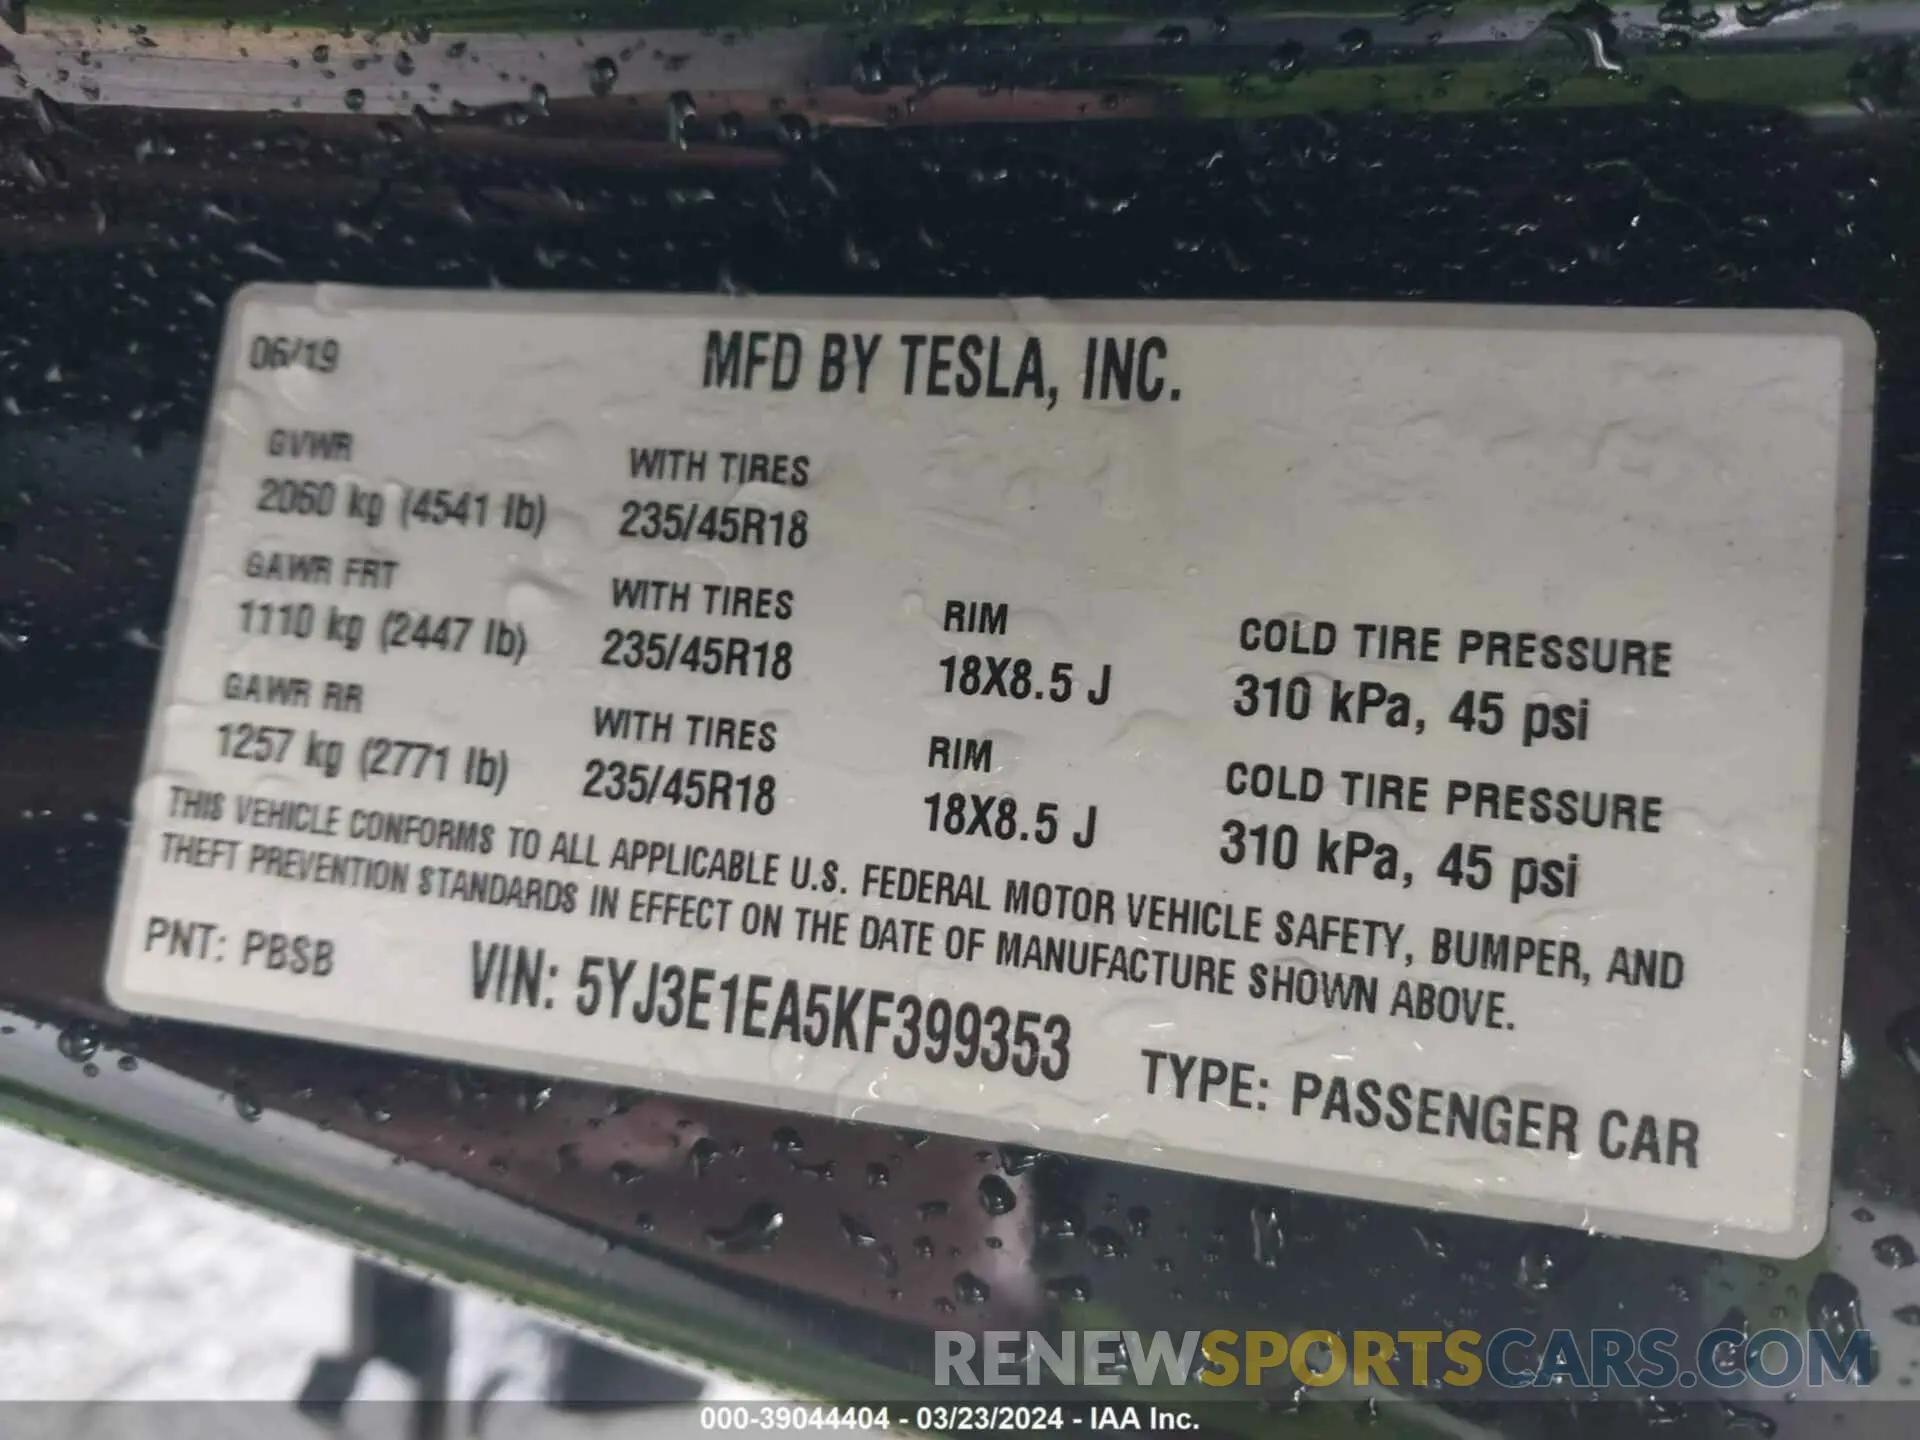 06/19 MFD BY TESLA, INC.
GVWR WITH TIRES
2060 kg (4541 lb) 235/45R18
GAWR FRT WITH TIRES RIM COLD TIRE PRESSURE
1110 kg (2447 lb) 235/45R18 18X8.5 J 310 kPa, 45 psi
GAWR RR WITH TIRES RIM COLD TIRE PRESSURE
1257 kg (2771 lb) 235/45R18 18X8.5 J 310 kPa, 45 psi
THIS VEHICLE CONFORMS TO ALL APPLICABLE U.S. FEDERAL MOTOR VEHICLE SAFETY, BUMPER, AND
THEFT PREVENTION STANDARDS IN EFFECT ON THE DATE OF MANUFACTURE SHOWN ABOVE.
PNT: PBSB VIN: 5YJ3E1EA5KF399353 TYPE: PASSENGER CAR
RENEWSPORTSCARS.COM
000-39044404 - 03/23/2024 - IAA Inc.